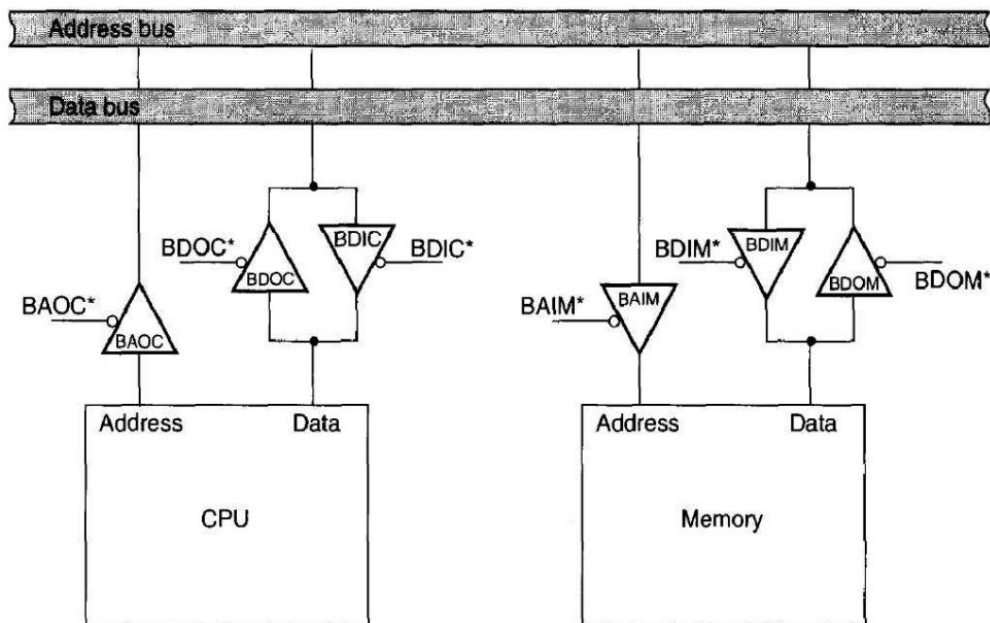 Address bus
Data bus
BDOC*
BDOC
BDIC
BDIC*
BDIM*
BDIM
BDOM
BDOM*
BAOC*
BAOC
BAIM*
BAIM
Address Data
CPU
Address Data
Memory